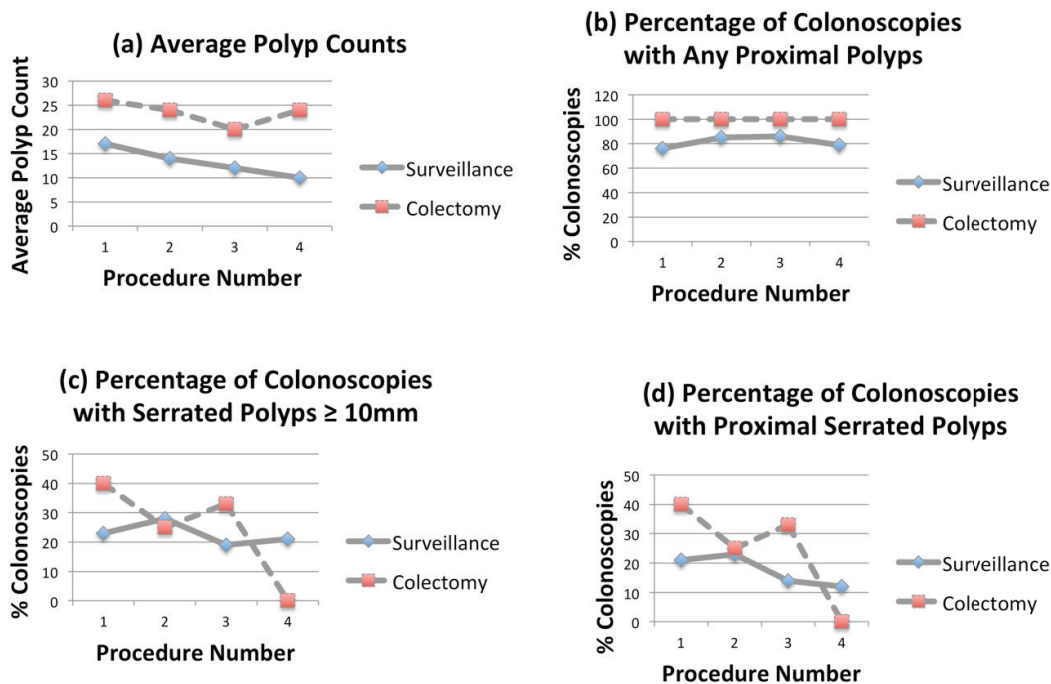 (a) Average Polyp Counts
Average Polyp Count
30
25
20
15
10
5
0
1 2 3 4
Procedure Number
Surveillance
Colectomy
(b) Percentage of Colonoscopies
with Any Proximal Polyps
% Colonoscopies
120
100
80
60
40
20
0
1 2 3 4
Procedure Number
Surveillance
Colectomy
(c) Percentage of Colonoscopies
with Serrated Polyps ≥ 10mm
% Colonoscopies
50
40
30
20
10
0
1 2 3 4
Procedure Number
Surveillance
Colectomy
(d) Percentage of Colonoscopies
with Proximal Serrated Polyps
% Colonoscopies
50
40
30
20
10
0
1 2 3 4
Procedure Number
Surveillance
Colectomy